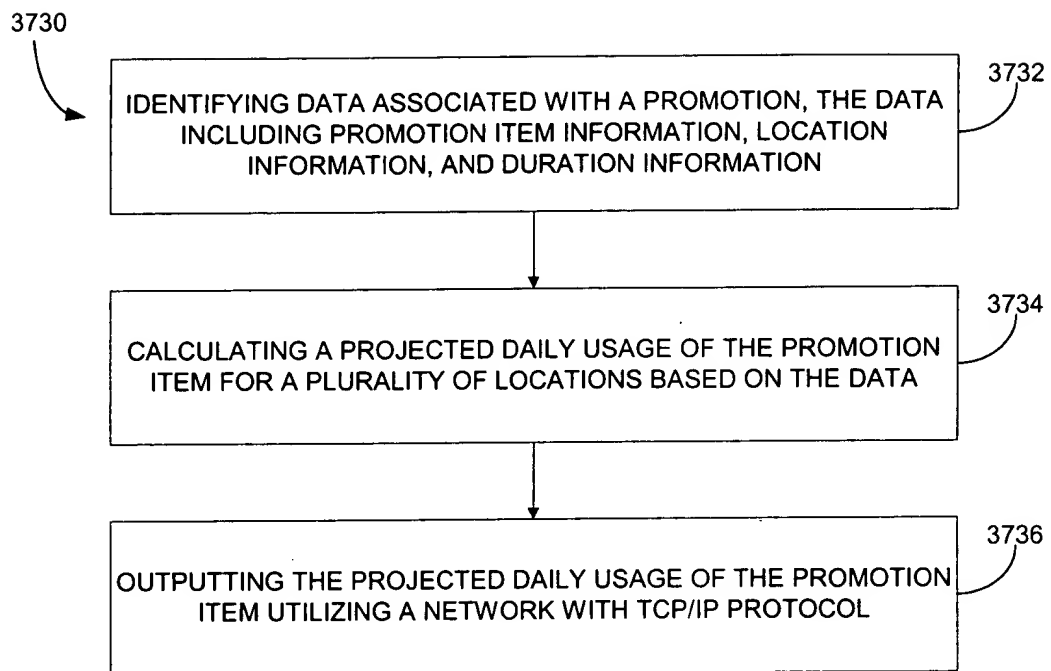 3730
3732
IDENTIFYING DATA ASSOCIATED WITH A PROMOTION, THE DATA
INCLUDING PROMOTION ITEM INFORMATION, LOCATION
INFORMATION, AND DURATION INFORMATION
3734
CALCULATING A PROJECTED DAILY USAGE OF THE PROMOTION
ITEM FOR A PLURALITY OF LOCATIONS BASED ON THE DATA
3736
OUTPUTTING THE PROJECTED DAILY USAGE OF THE PROMOTION
ITEM UTILIZING A NETWORK WITH TCP/IP PROTOCOL